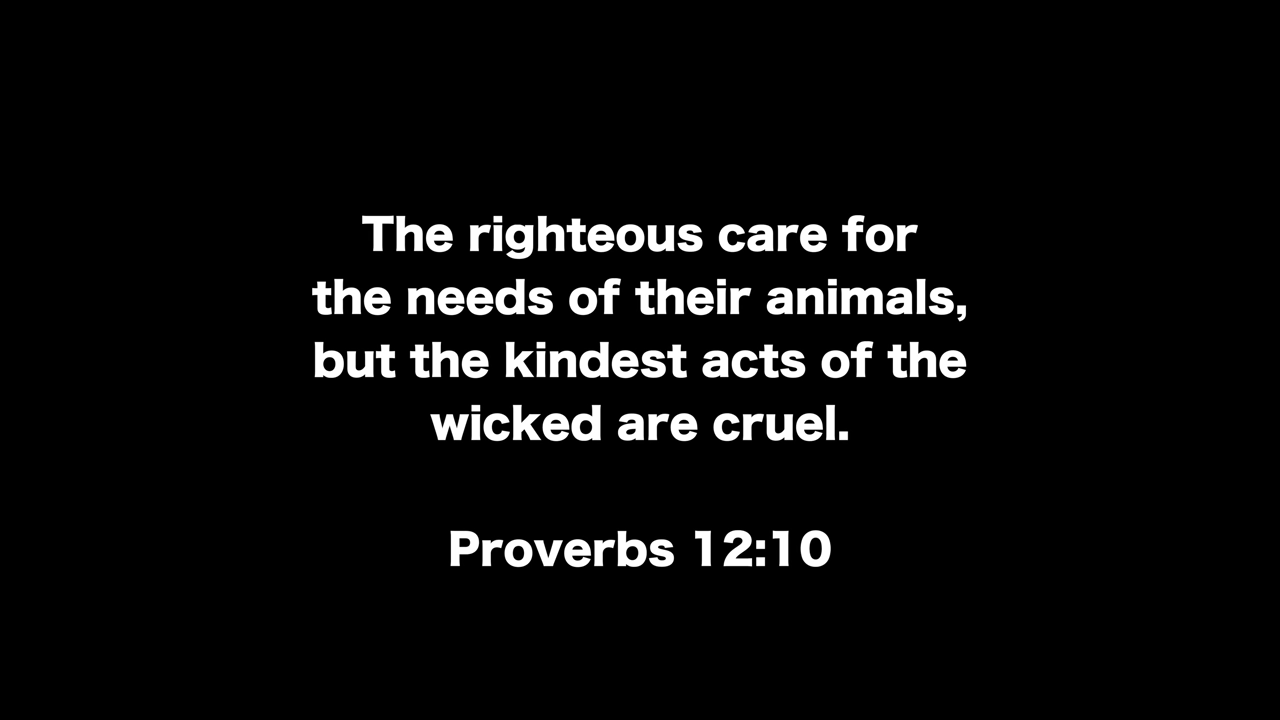 The righteous care for
the needs of their animals,
but the kindest acts of the
wicked are cruel.
Proverbs 12:10